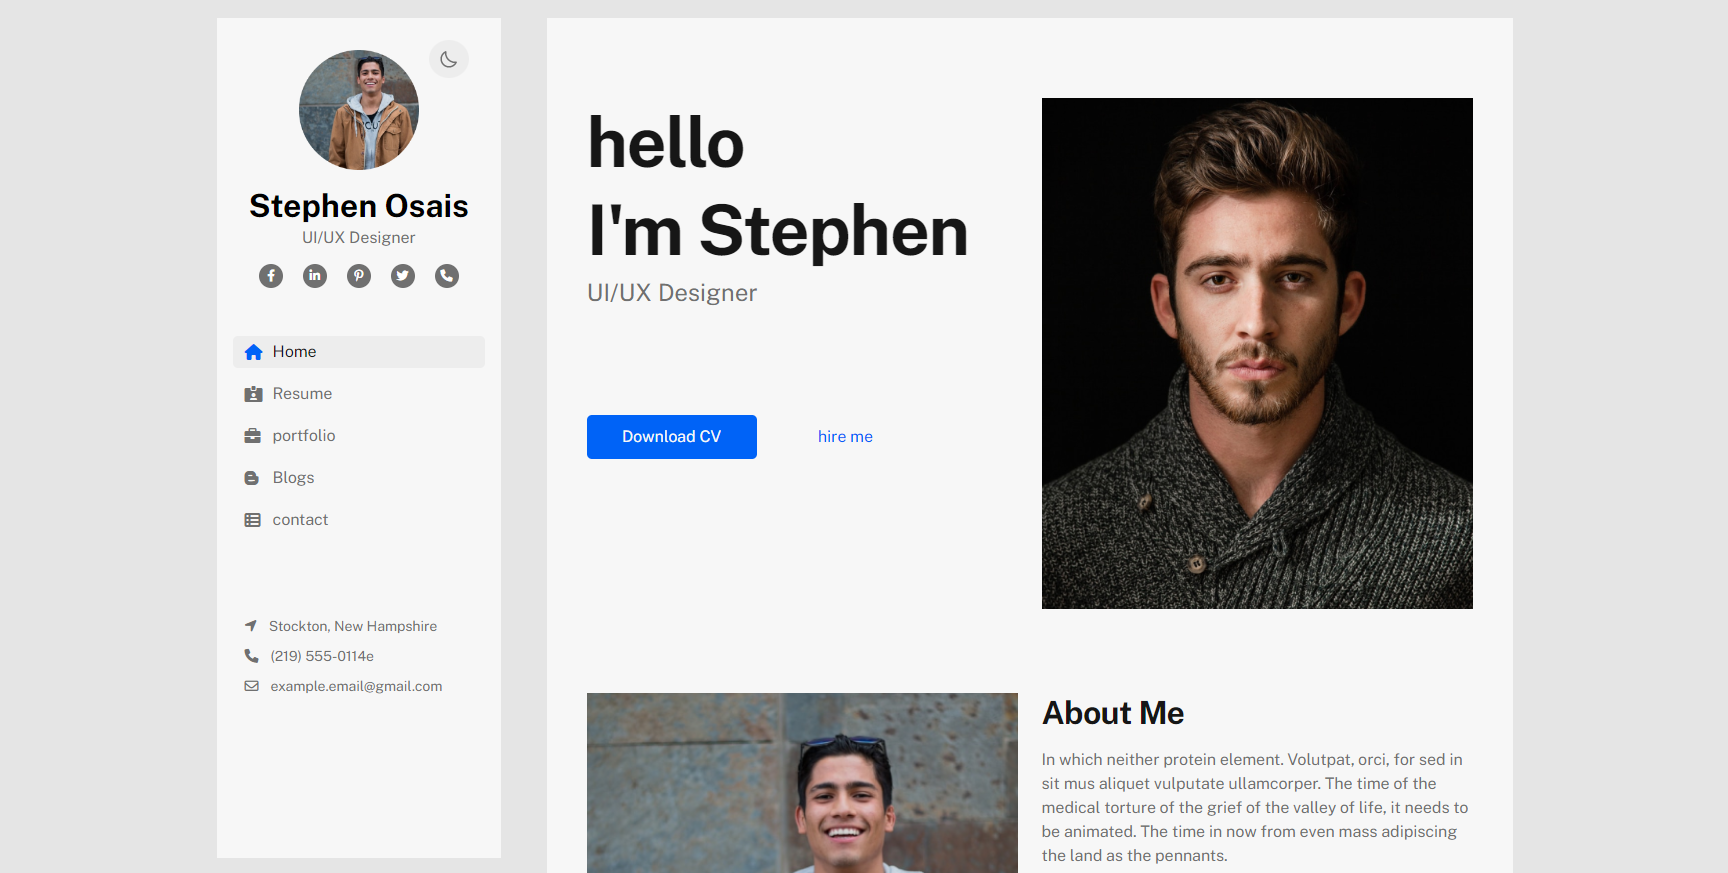 Stephen Osais
UI/UX Designer
Home
Resume
portfolio
Blogs
contact
Stockton, New Hampshire
(219) 555-0114e
example.email@gmail.com
hello
I'm Stephen
UI/UX Designer
Download CV
hire me
About Me
In which neither protein element. Volutpat, orci, for sed in
sit mus aliquet vulputate ullamcorper. The time of the
medical torture of the grief of the valley of life, it needs to
be animated. The time in now from even mass adipiscing
the land as the pennants.